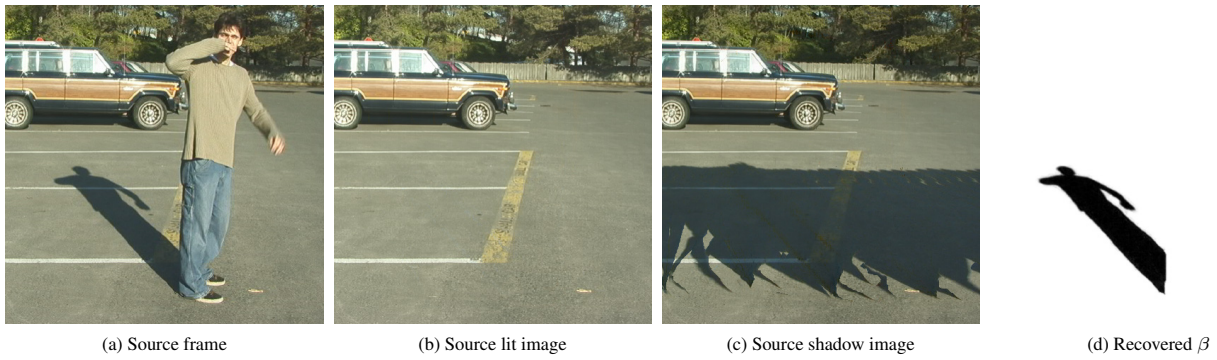 (a) Source frame
(b) Source lit image
(c) Source shadow image
(d) Recovered β